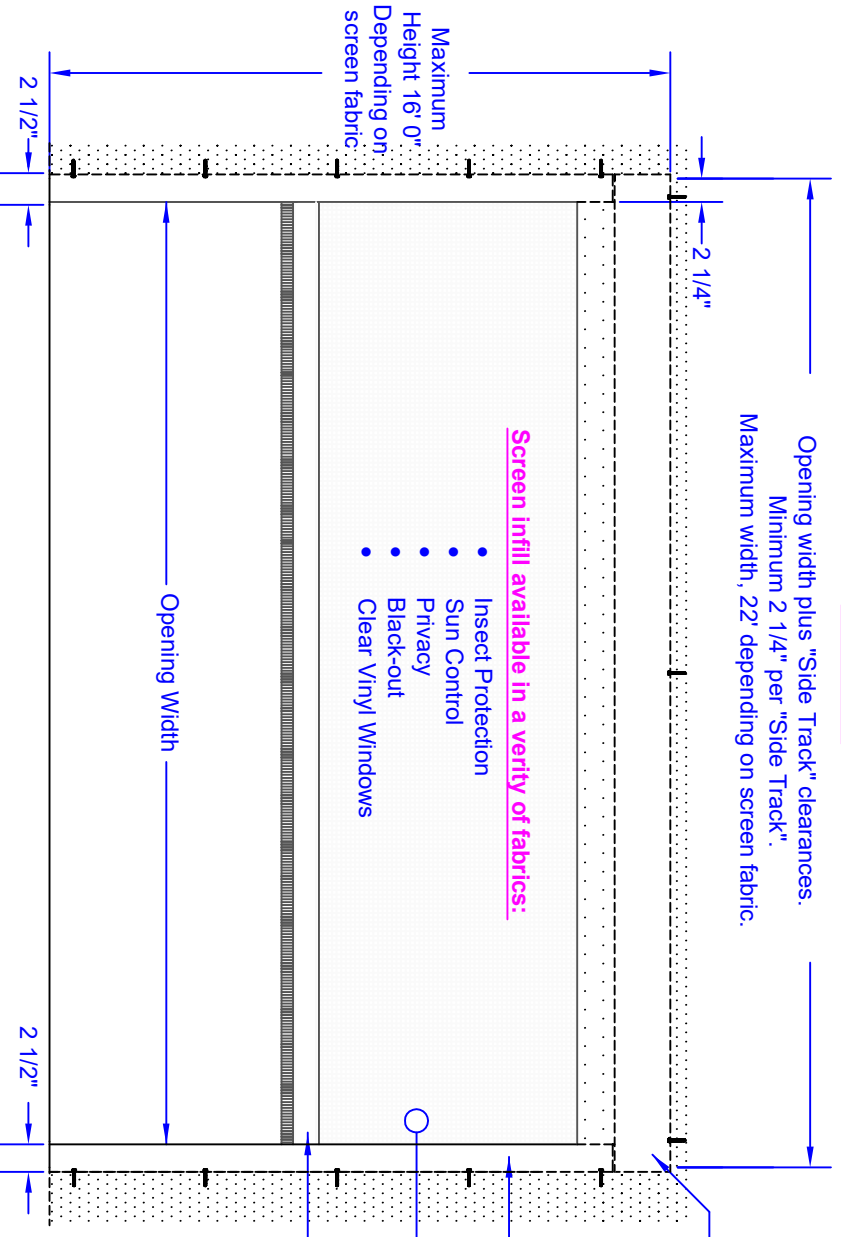 Opening width plus "Side Track" clearances.
Minimum 2 1/4" per "Side Track".
Maximum width, 22' depending on screen fabric.
2 1/4"
Maximum
Height 16' 0"
Depending on
screen fabric
Screen infill available in a verity of fabrics:
• Insect Protection
• Sun Control
• Privacy
• Black-out
• Clear Vinyl Windows
Opening Width
2 1/2"
2 1/2"